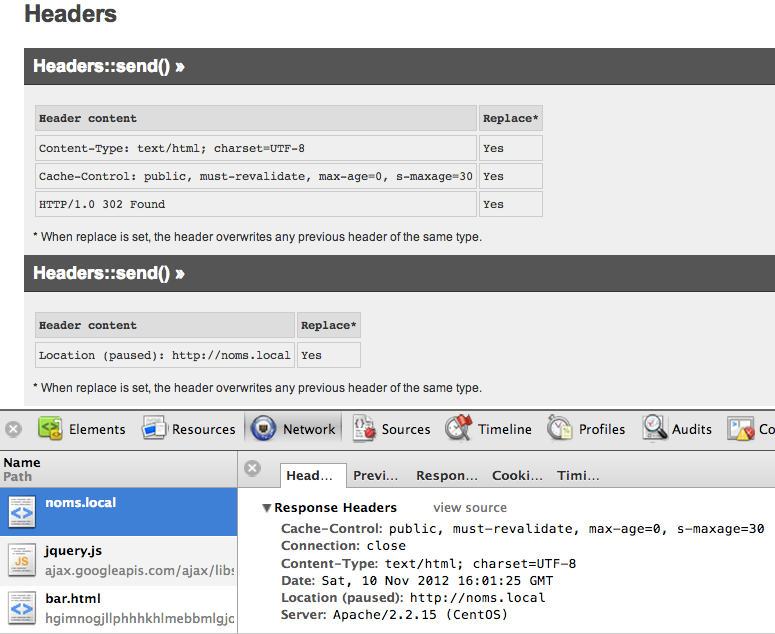 Headers
Headers::send() »
Header content Replace*
Content-Type: text/html; charset=UTF-8 Yes
Cache-Control: public, must-revalidate, max-age=0, s-maxage=30 Yes
HTTP/1.0 302 Found Yes
* When replace is set, the header overwrites any previous header of the same type.
Headers::send() »
Header content Replace*
Location (paused): http://noms.local Yes
* When replace is set, the header overwrites any previous header of the same type.
Elements Resources Network Sources Timeline Profiles Audits Co
Name
Path
Head... Previ... Respon... Cooki... Timi...
noms.local
jquery.js
ajax.googleapis.com/ajax/libs
bar.html
hgimnogjllphhhkhlmebbmlgjo
Response Headers view source
Cache-Control: public, must-revalidate, max-age=0, s-maxage=30
Connection: close
Content-Type: text/html; charset=UTF-8
Date: Sat, 10 Nov 2012 16:01:25 GMT
Location (paused): http://noms.local
Server: Apache/2.2.15 (CentOS)